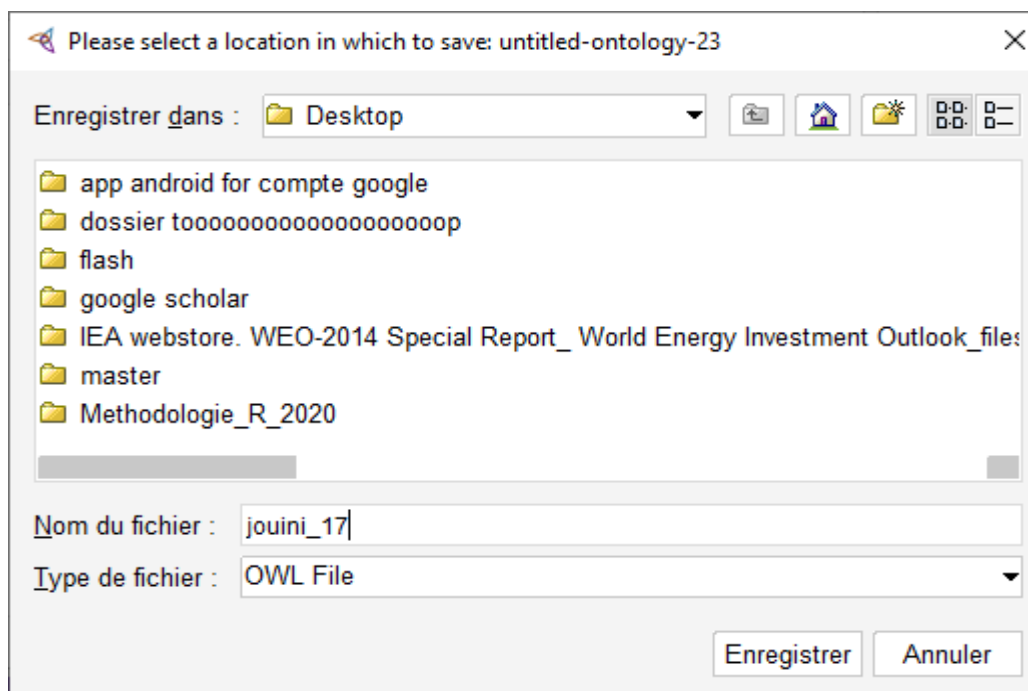 Please select a location in which to save: untitled-ontology-23
Enregistrer dans : Desktop
app android for compte google
dossier toooooooooooooooooooop
flash
google scholar
IEA webstore. WEO-2014 Special Report_ World Energy Investment Outlook_files
master
Methodologie_R_2020
Nom du fichier : jouini_17
Type de fichier : OWL File
Enregistrer Annuler